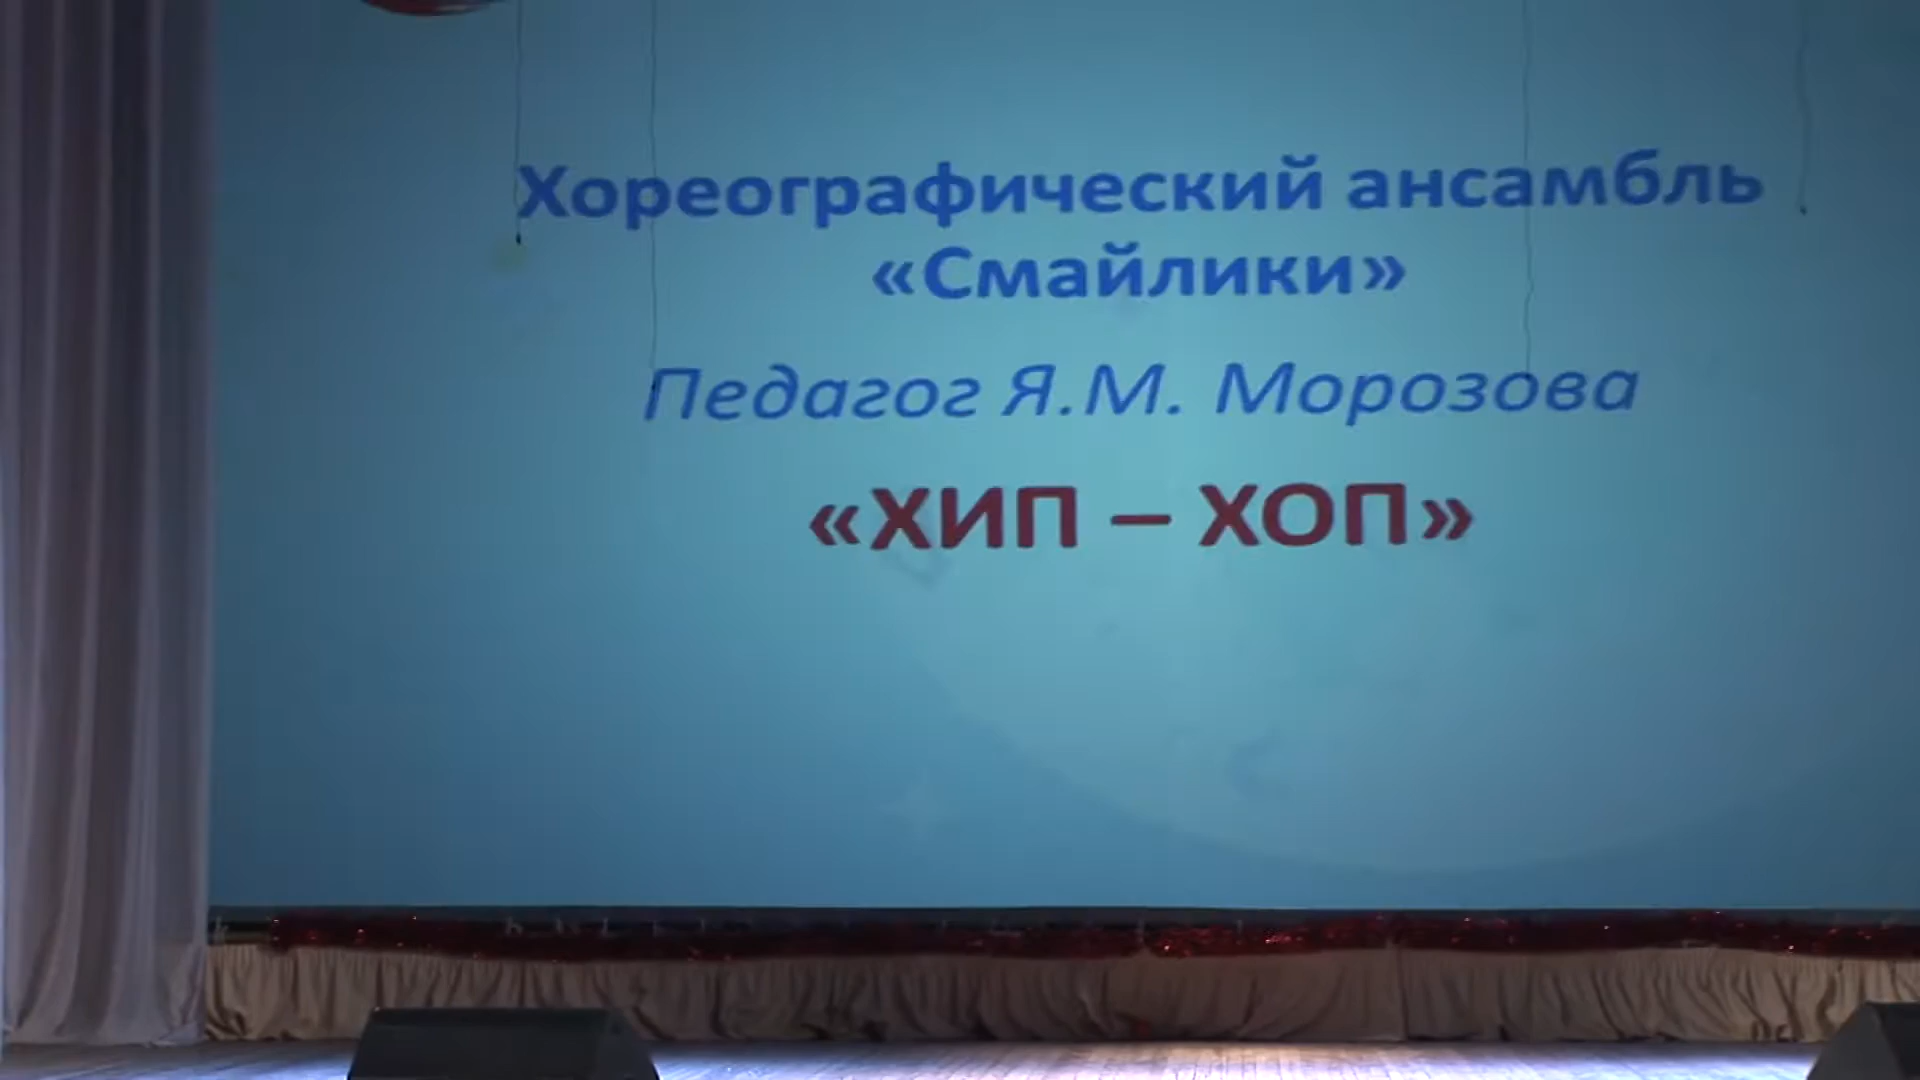 Хореографический ансамбль
«Смайлики»
Педагог Я.М. Морозова
«ХИП – ХОП»